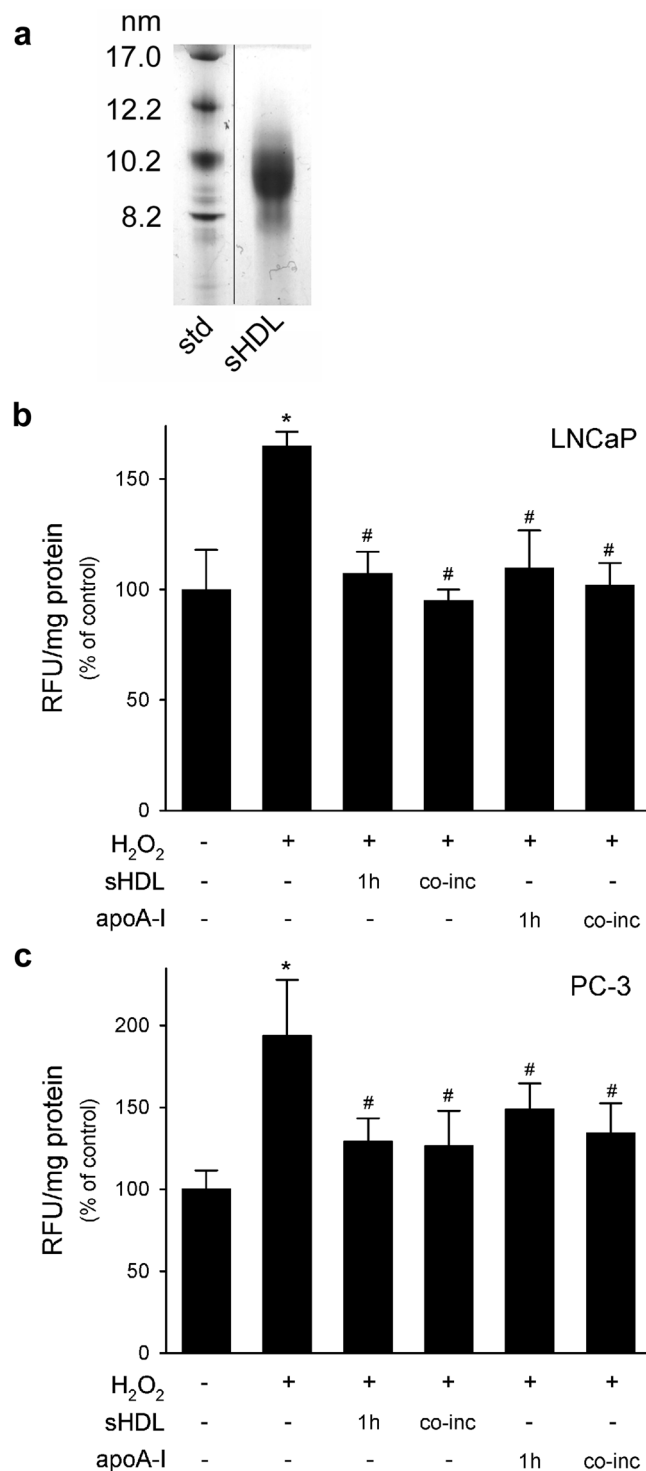 a
nm
17.0
12.2
10.2
8.2
std
sHDL
b
LNCaP
RFU/mg protein
(% of control)
150
100
50
0
* # # # #
H₂O₂ - + + + + +
sHDL - - 1h co-inc - -
apoA-I - - - - 1h co-inc
c
PC-3
RFU/mg protein
(% of control)
200
150
100
50
0
* # # # #
H₂O₂ - + + + + +
sHDL - - 1h co-inc - -
apoA-I - - - - 1h co-inc